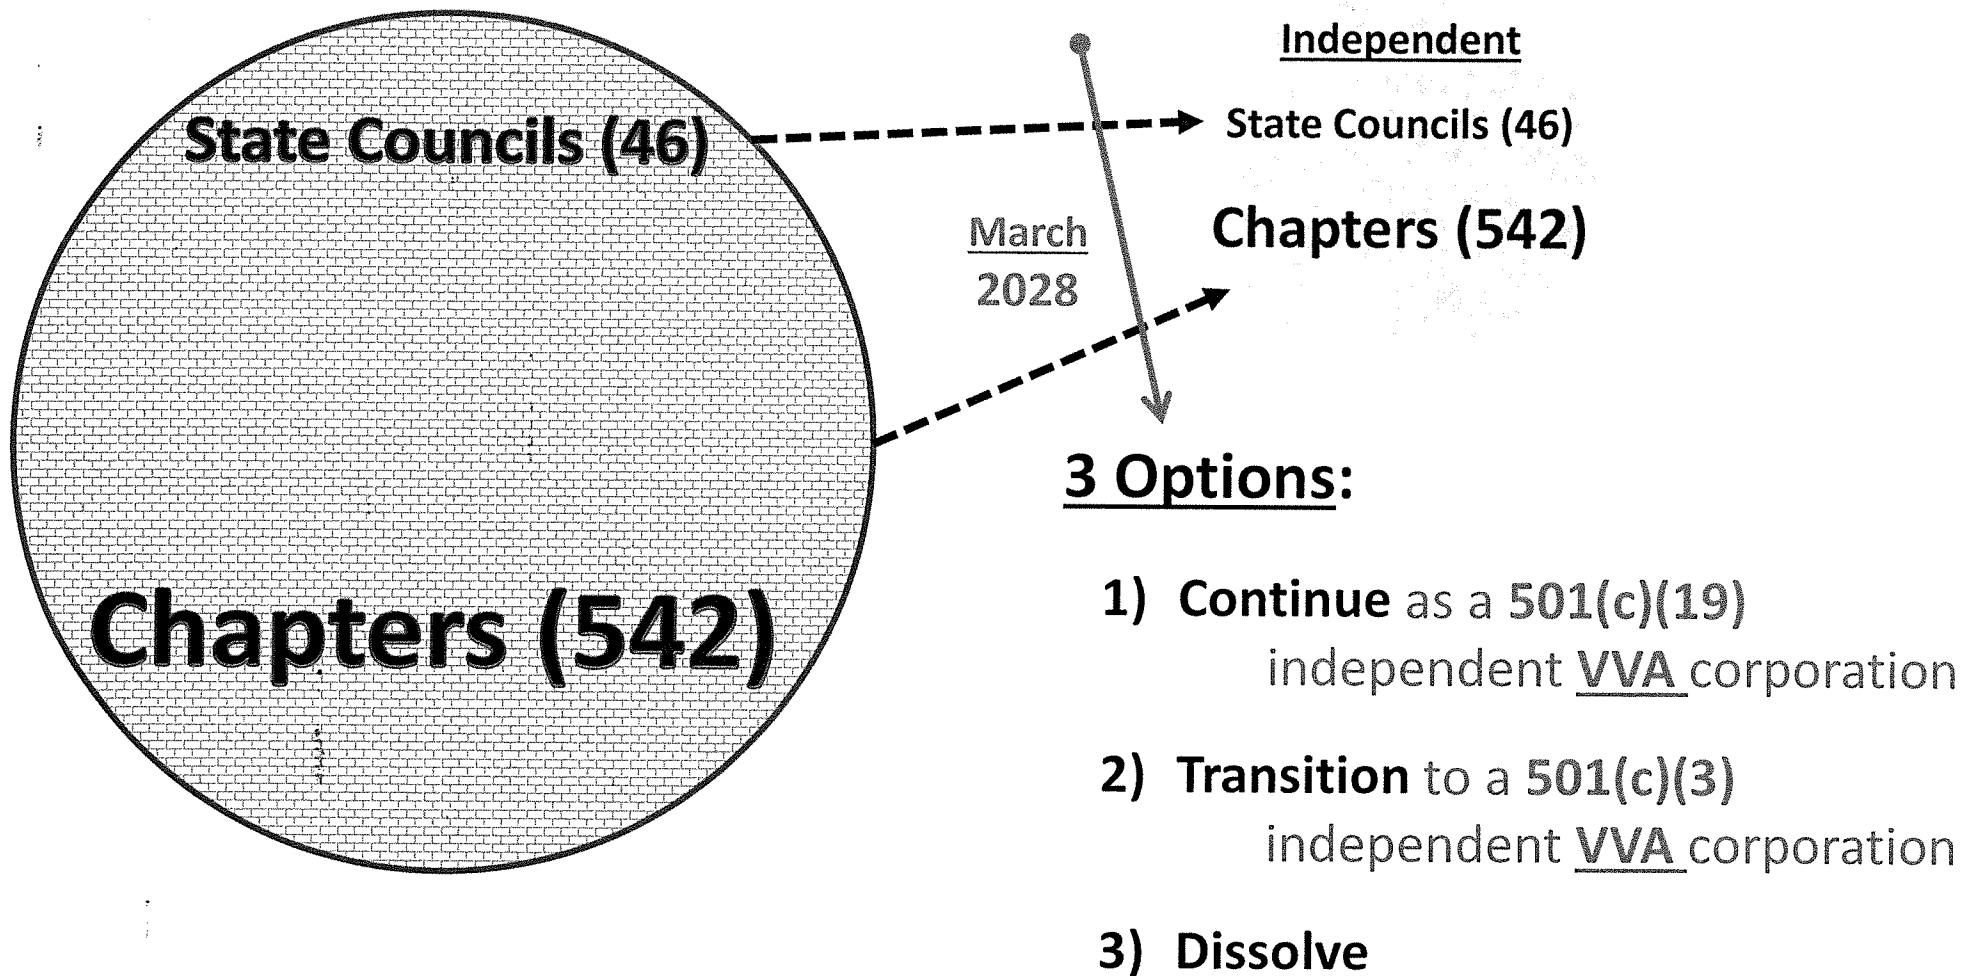 State Councils (46)
Chapters (542)
March
2028
Independent
State Councils (46)
Chapters (542)
3 Options:
1) Continue as a 501(c)(19)
independent VVA corporation
2) Transition to a 501(c)(3)
independent VVA corporation
3) Dissolve